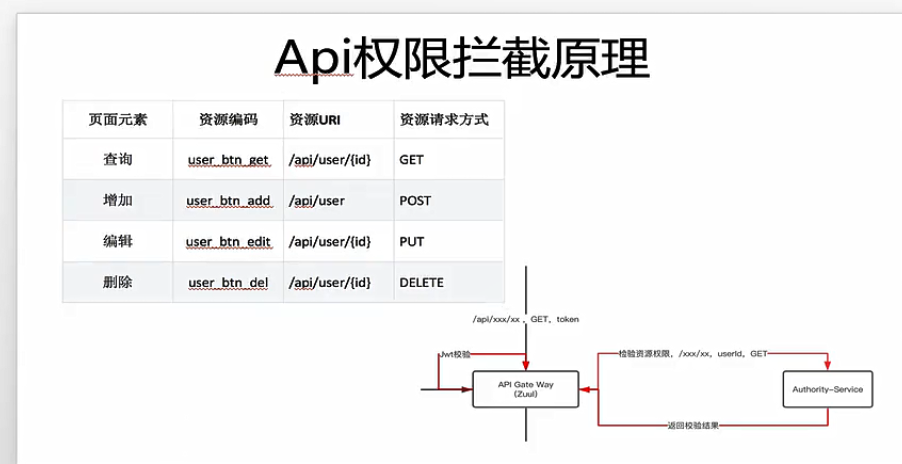 Api权限拦截原理
页面元素 资源编码 资源URI 资源请求方式
查询 user_btn_get /api/user/{id} GET
增加 user_btn_add /api/user POST
编辑 user_btn_edit /api/user/{id} PUT
删除 user_btn_del /api/user/{id} DELETE
/api/xxx/xx ，GET，token
Jwt校验
检验资源权限，/xxx/xx，userId，GET
API Gate Way
(Zuul)
Authority-Service
返回校验结果